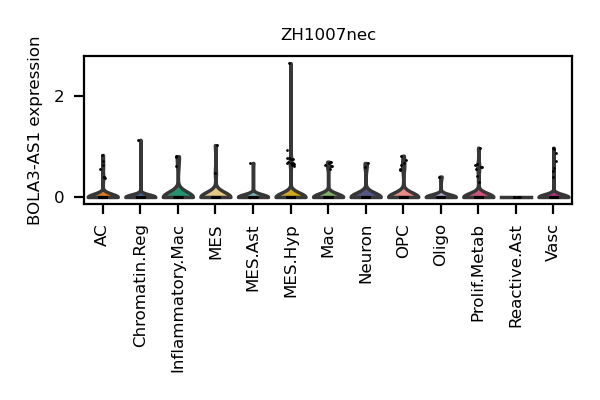 ZH1007nec
BOLA3-AS1 expression
2
0
AC
Chromatin.Reg
Inflammatory.Mac
MES
MES.Ast
MES.Hyp
Mac
Neuron
OPC
Oligo
Prolif.Metab
Reactive.Ast
Vasc